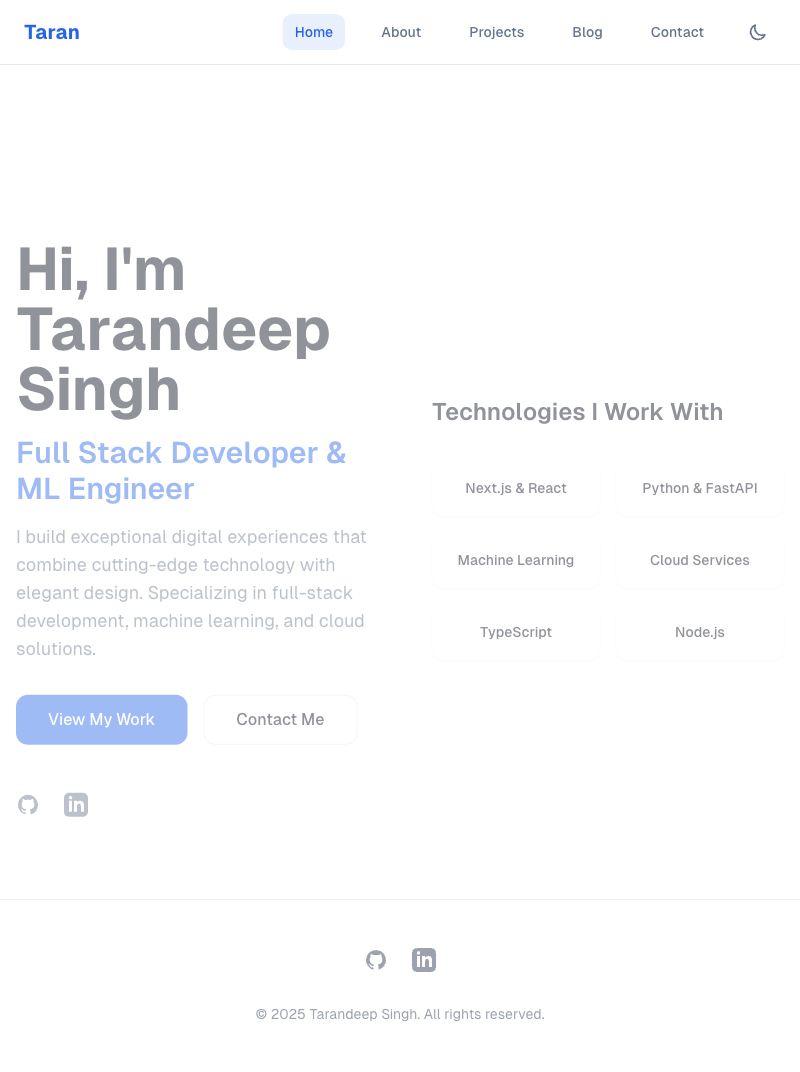 Taran
Home
About
Projects
Blog
Contact
Hi, I'm
Tarandeep
Singh
Full Stack Developer &
ML Engineer
I build exceptional digital experiences that
combine cutting-edge technology with
elegant design. Specializing in full-stack
development, machine learning, and cloud
solutions.
View My Work
Contact Me
Technologies I Work With
Next.js & React
Python & FastAPI
Machine Learning
Cloud Services
TypeScript
Node.js
© 2025 Tarandeep Singh. All rights reserved.